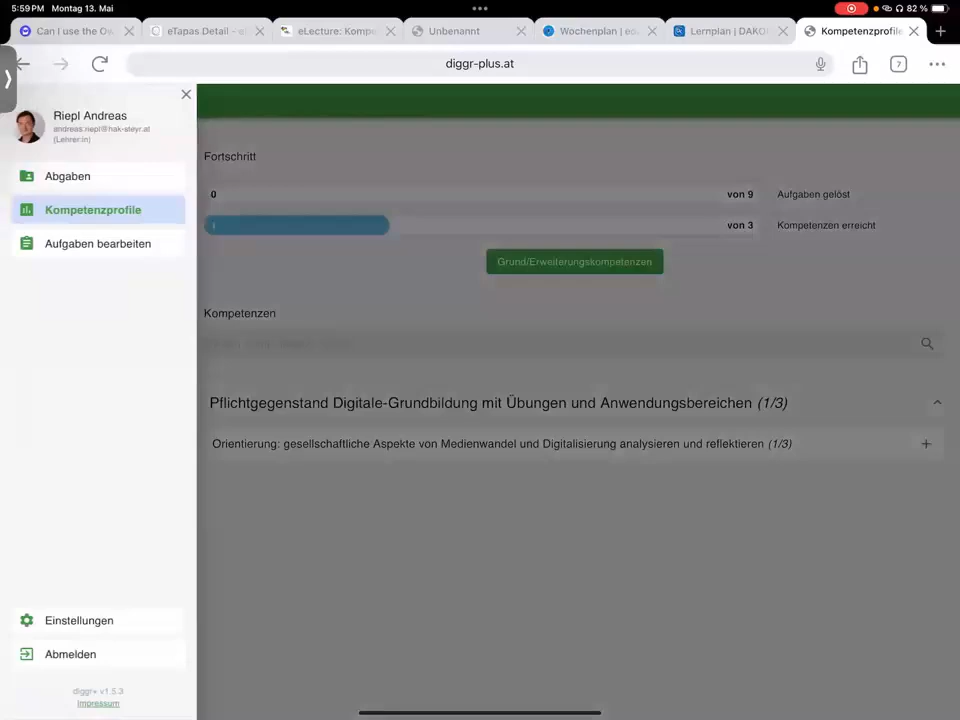 5:59 PM Montag 13. Mai
82 %
Can I use the Ov
eTapas Detail - e
eLecture: Kompe
Unbenannt
Wochenplan | edu
Lernplan | DAKO
Kompetenzprofile
diggr-plus.at
7
Riepl Andreas
andreas.riepl@hak-steyr.at
(Lehrer:in)
Abgaben
Kompetenzprofile
Aufgaben bearbeiten
Einstellungen
Abmelden
diggr+ v1.5.3
Impressum
Fortschritt
0 von 9 Aufgaben gelöst
1 von 3 Kompetenzen erreicht
Grund/Erweiterungskompetenzen
Kompetenzen
Pflichtgegenstand Digitale-Grundbildung mit Übungen und Anwendungsbereichen (1/3)
Orientierung: gesellschaftliche Aspekte von Medienwandel und Digitalisierung analysieren und reflektieren (1/3)